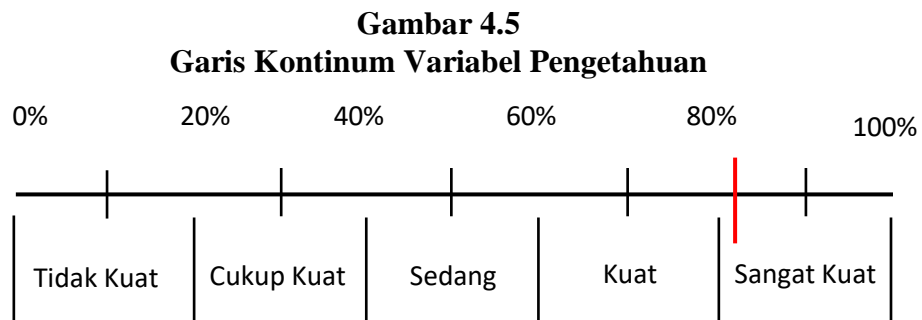 Gambar 4.5
Garis Kontinum Variabel Pengetahuan
0% 20% 40% 60% 80% 100%
Tidak Kuat Cukup Kuat Sedang Kuat Sangat Kuat